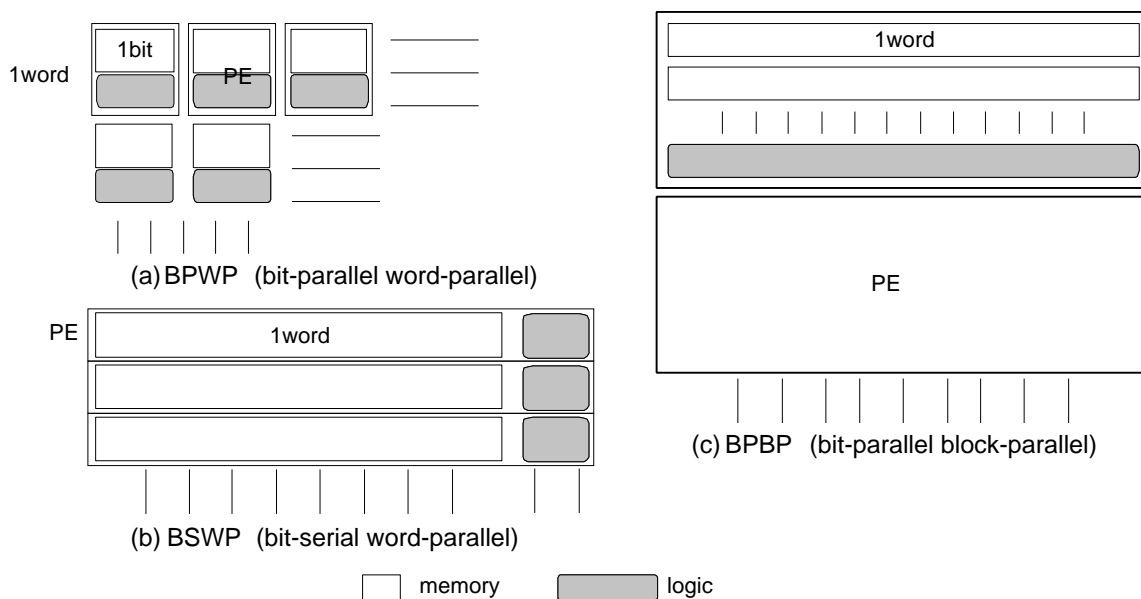 1bit
PE
1word
(a) BPWP (bit-parallel word-parallel)
PE
1word
(b) BSWP (bit-serial word-parallel)
1word
PE
(c) BPBP (bit-parallel block-parallel)
memory
logic